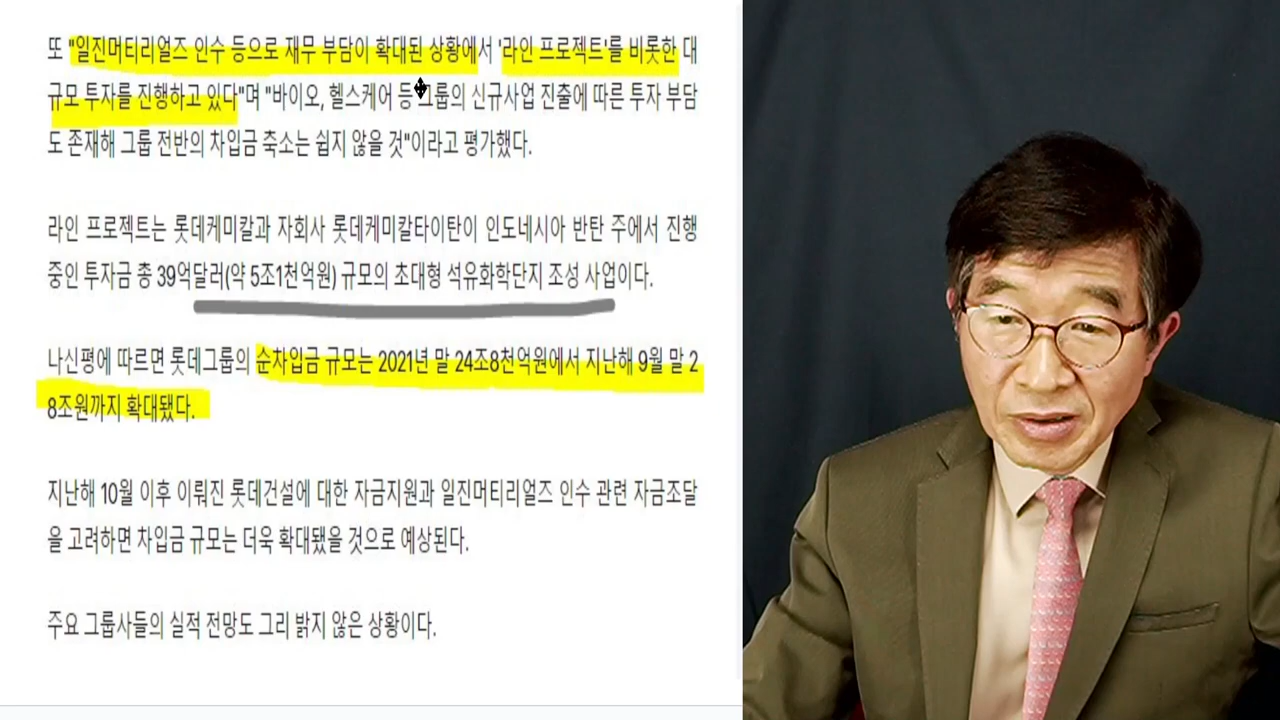 또 "일진머티리얼즈 인수 등으로 재무 부담이 확대된 상황에서 '라인 프로젝트'를 비롯한 대
규모 투자를 진행하고 있다"며 "바이오, 헬스케어 등 그룹의 신규사업 진출에 따른 투자 부담
도 존재해 그룹 전반의 차입금 축소는 쉽지 않을 것"이라고 평가했다.
라인 프로젝트는 롯데케미칼과 자회사 롯데케미칼타이탄이 인도네시아 반탄 주에서 진행
중인 투자금 총 39억달러(약 5조1천억원) 규모의 초대형 석유화학단지 조성 사업이다.
나신평에 따르면 롯데그룹의 순차입금 규모는 2021년 말 24조8천억원에서 지난해 9월 말 2
8조원까지 확대됐다.
지난해 10월 이후 이뤄진 롯데건설에 대한 자금지원과 일진머티리얼즈 인수 관련 자금조달
을 고려하면 차입금 규모는 더욱 확대됐을 것으로 예상된다.
주요 그룹사들의 실적 전망도 그리 밝지 않은 상황이다.